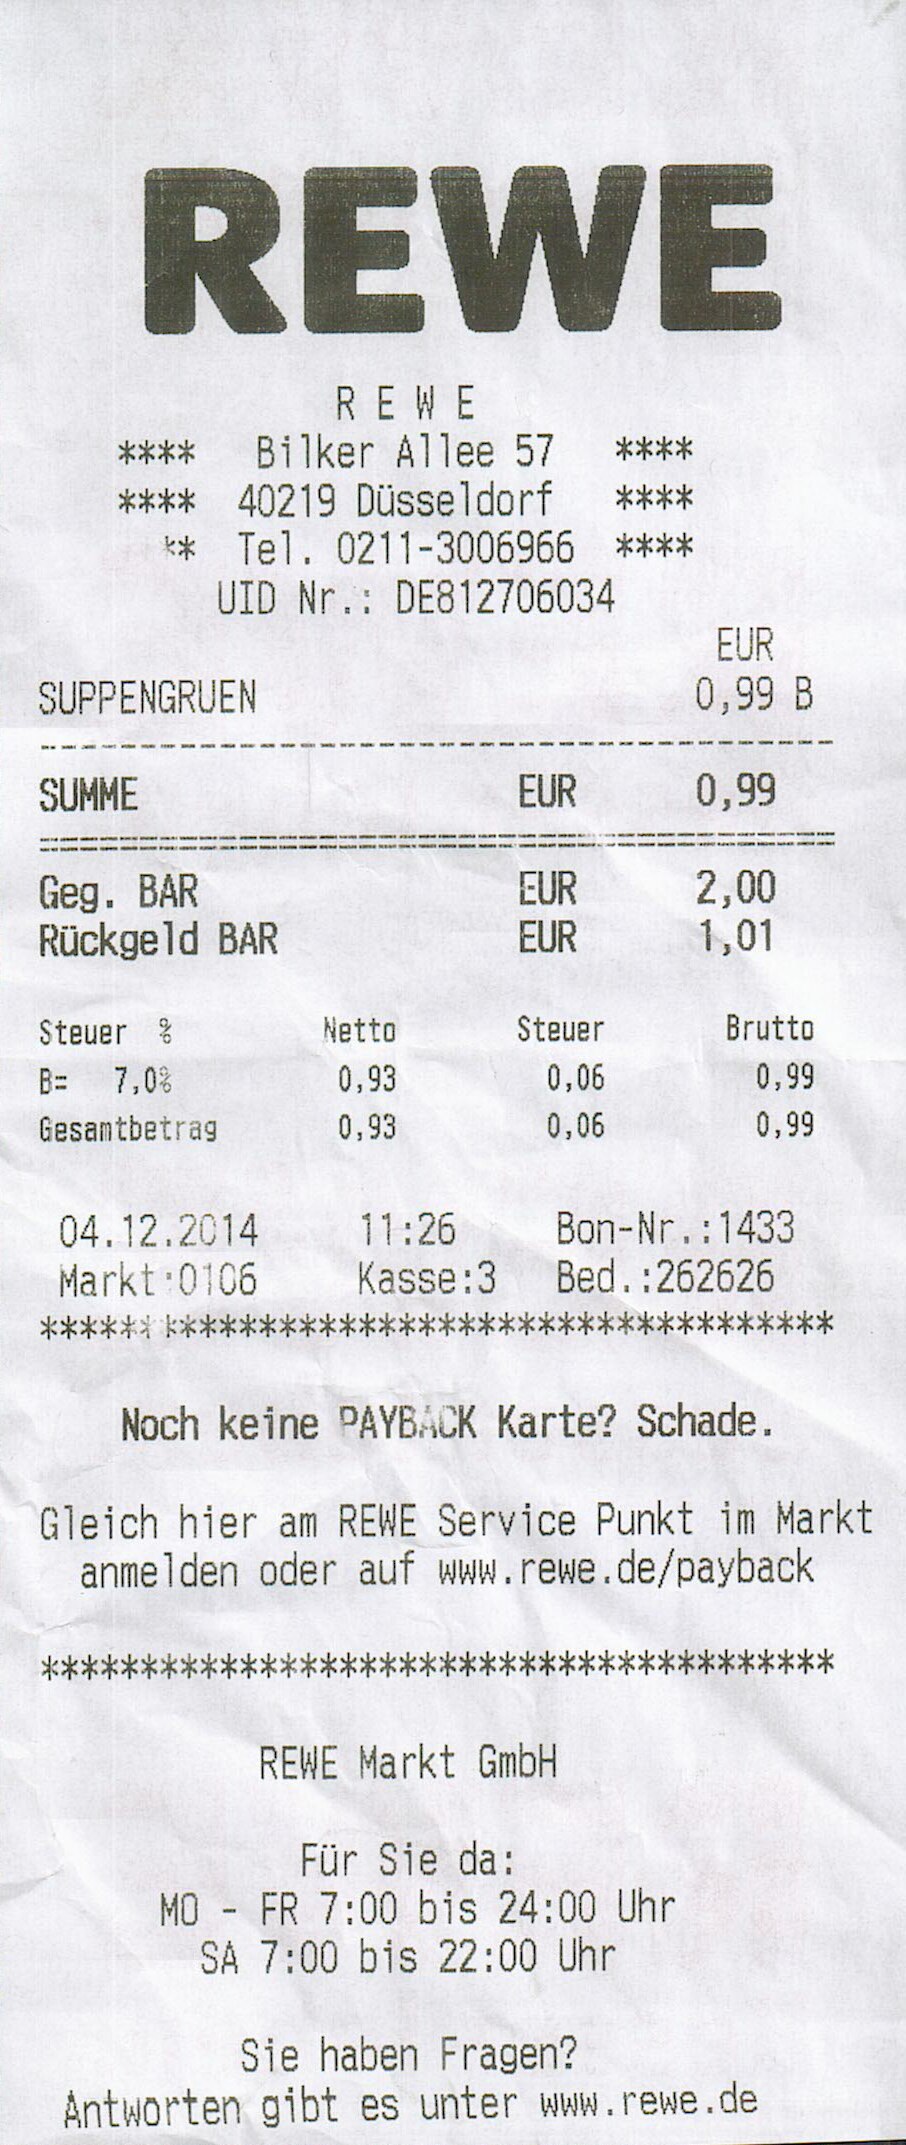 REWE
R E W E
**** Bilker Allee 57 ****
**** 40219 Düsseldorf ****
** Tel. 0211-3006966 ****
UID Nr.: DE812706034
EUR
SUPPENGRUEN 0,99 B
----------------------------------------
SUMME EUR 0,99
========================================
Geg. BAR EUR 2,00
Rückgeld BAR EUR 1,01
Steuer % Netto Steuer Brutto
B= 7,0% 0,93 0,06 0,99
Gesamtbetrag 0,93 0,06 0,99
04.12.2014 11:26 Bon-Nr.:1433
Markt:0106 Kasse:3 Bed.:262626
****************************************
Noch keine PAYBACK Karte? Schade.
Gleich hier am REWE Service Punkt im Markt
anmelden oder auf www.rewe.de/payback
****************************************
REWE Markt GmbH
Für Sie da:
MO - FR 7:00 bis 24:00 Uhr
SA 7:00 bis 22:00 Uhr
Sie haben Fragen?
Antworten gibt es unter www.rewe.de